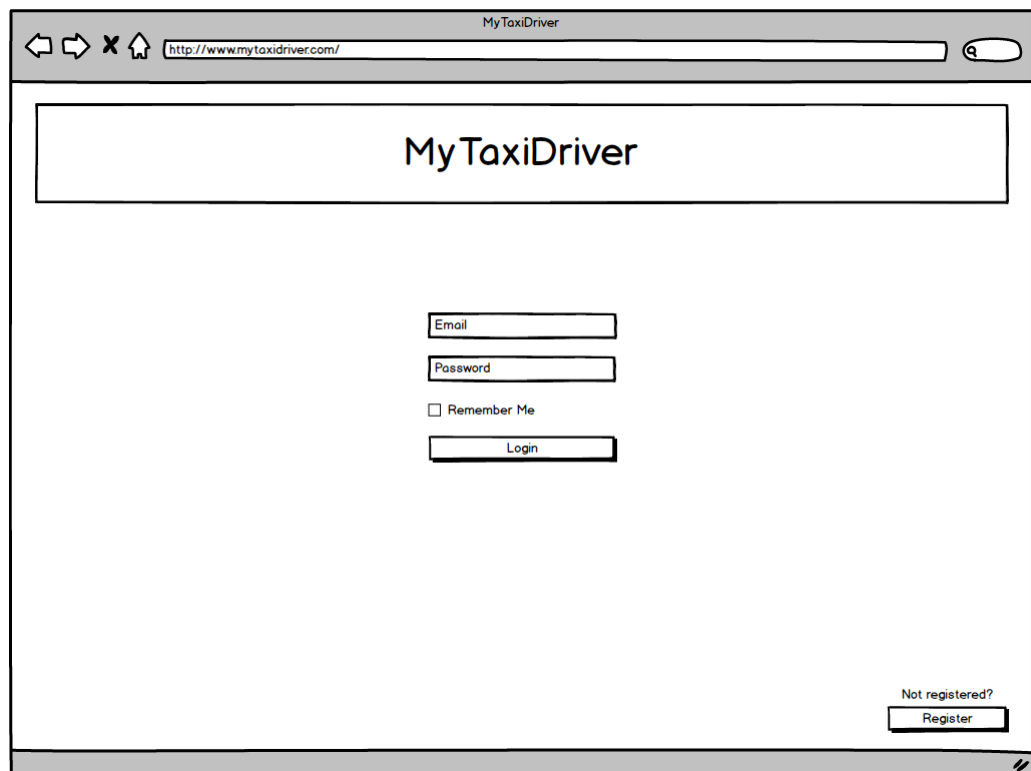 MyTaxiDriver
http://www.mytaxidriver.com/
MyTaxiDriver
Email
Password
Remember Me
Login
Not registered?
Register